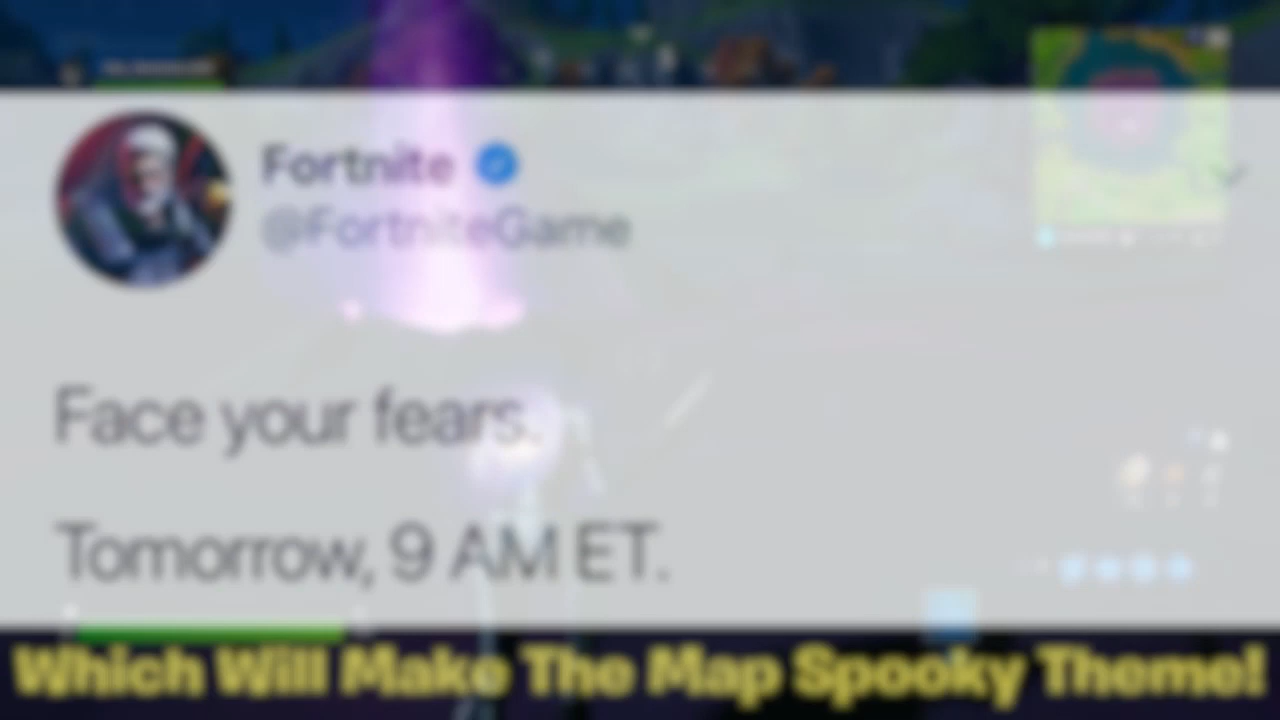 Fortnite
@FortniteGame
Face your fears.
Tomorrow, 9 AM ET.
Which Will Make The Map Spooky Theme!